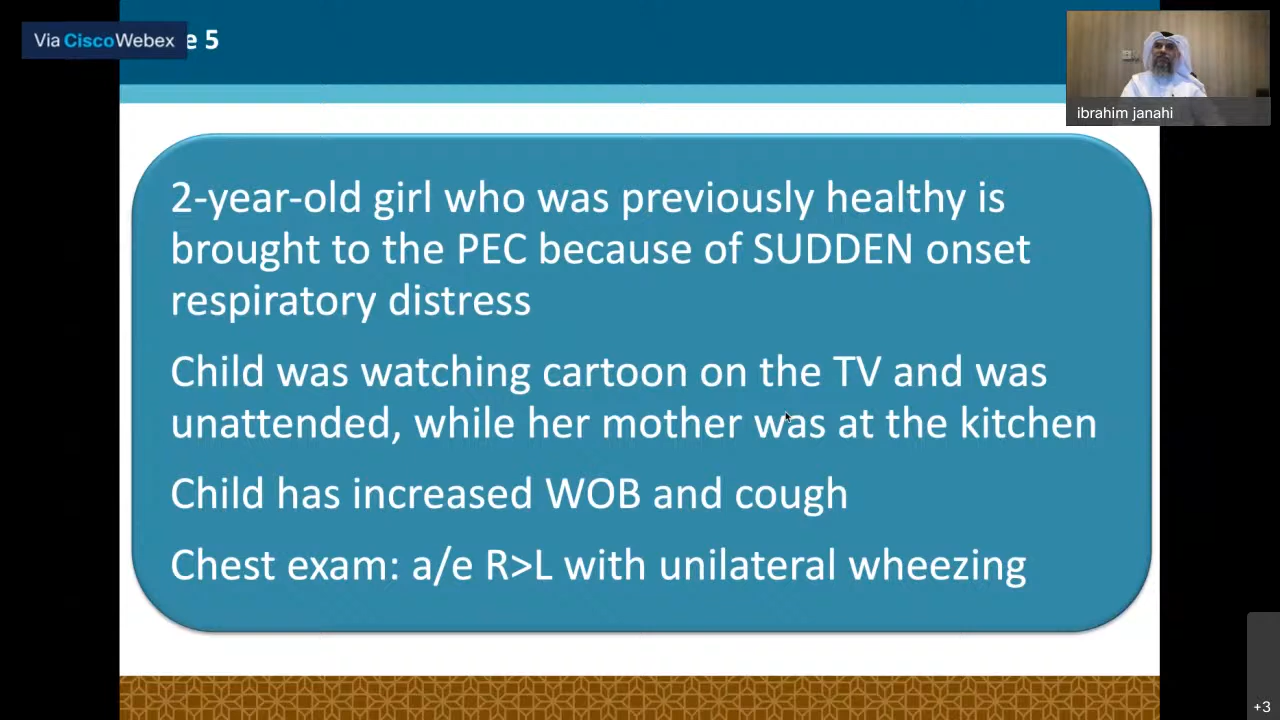 Via CiscoWebex
e 5
ibrahim janahi
2-year-old girl who was previously healthy is
brought to the PEC because of SUDDEN onset
respiratory distress
Child was watching cartoon on the TV and was
unattended, while her mother was at the kitchen
Child has increased WOB and cough
Chest exam: a/e R>L with unilateral wheezing
+3